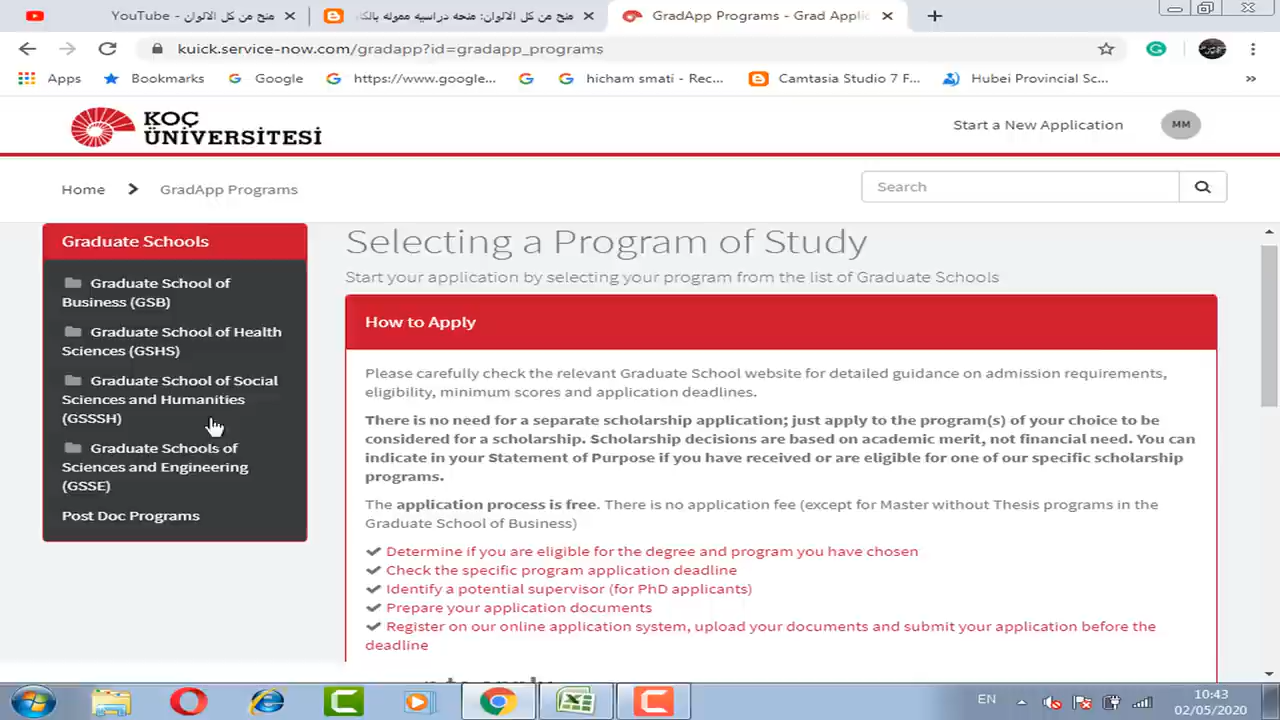 YouTube - منح من كل الالوان
منح من كل الالوان: منحه دراسيه مموله بالكا
GradApp Programs - Grad Applic
kuick.service-now.com/gradapp?id=gradapp_programs
Apps
Bookmarks
Google
https://www.google...
hicham smati - Rec...
Camtasia Studio 7 F...
Hubei Provincial Sc...
»
KOÇ
ÜNİVERSİTESİ
Start a New Application
MM
Home
GradApp Programs
Search
Graduate Schools
Graduate School of
Business (GSB)
Graduate School of Health
Sciences (GSHS)
Graduate School of Social
Sciences and Humanities
(GSSSH)
Graduate Schools of
Sciences and Engineering
(GSSE)
Post Doc Programs
Selecting a Program of Study
Start your application by selecting your program from the list of Graduate Schools
How to Apply
Please carefully check the relevant Graduate School website for detailed guidance on admission requirements,
eligibility, minimum scores and application deadlines.
There is no need for a separate scholarship application; just apply to the program(s) of your choice to be
considered for a scholarship. Scholarship decisions are based on academic merit, not financial need. You can
indicate in your Statement of Purpose if you have received or are eligible for one of our specific scholarship
programs.
The application process is free. There is no application fee (except for Master without Thesis programs in the
Graduate School of Business)
Determine if you are eligible for the degree and program you have chosen
Check the specific program application deadline
Identify a potential supervisor (for PhD applicants)
Prepare your application documents
Register on our online application system, upload your documents and submit your application before the
deadline
EN
10:43
02/05/2020